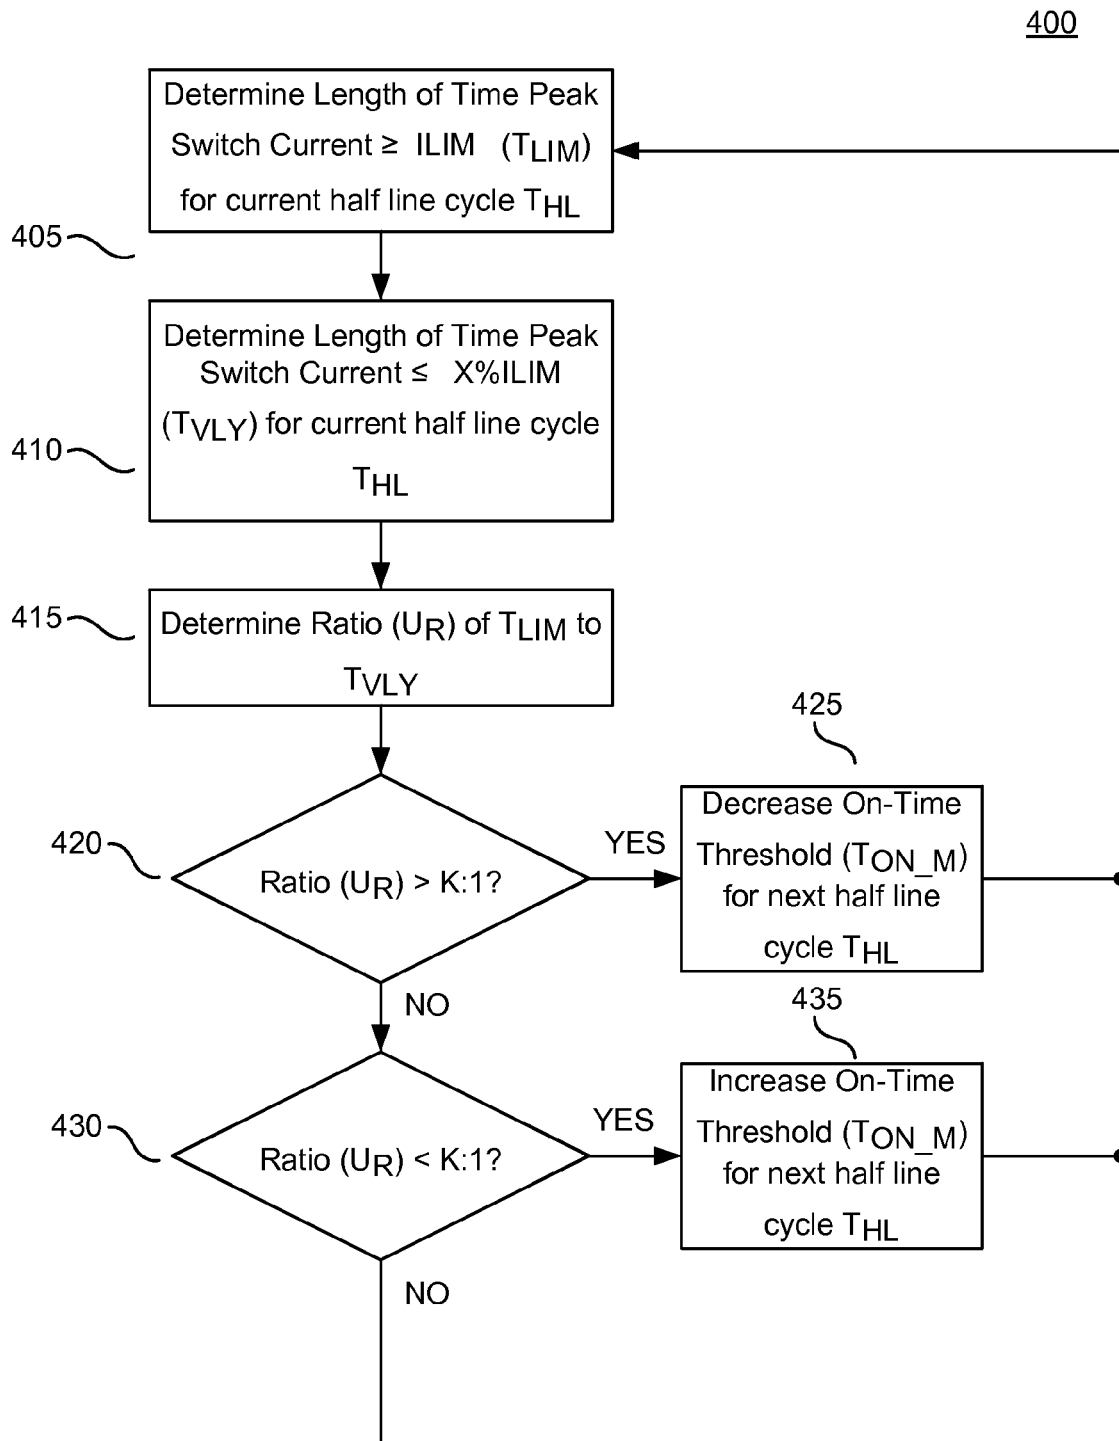 400
Determine Length of Time Peak
Switch Current ≥ ILIM (TLIM)
for current half line cycle THL
405
Determine Length of Time Peak
Switch Current ≤ X%ILIM
(TVLY) for current half line cycle
THL
410
415
Determine Ratio (UR) of TLIM to
TVLY
425
Decrease On-Time
Threshold (TON_M)
for next half line
cycle THL
420
Ratio (UR) > K:1?
YES
NO
435
Increase On-Time
Threshold (TON_M)
for next half line
cycle THL
430
Ratio (UR) < K:1?
YES
NO